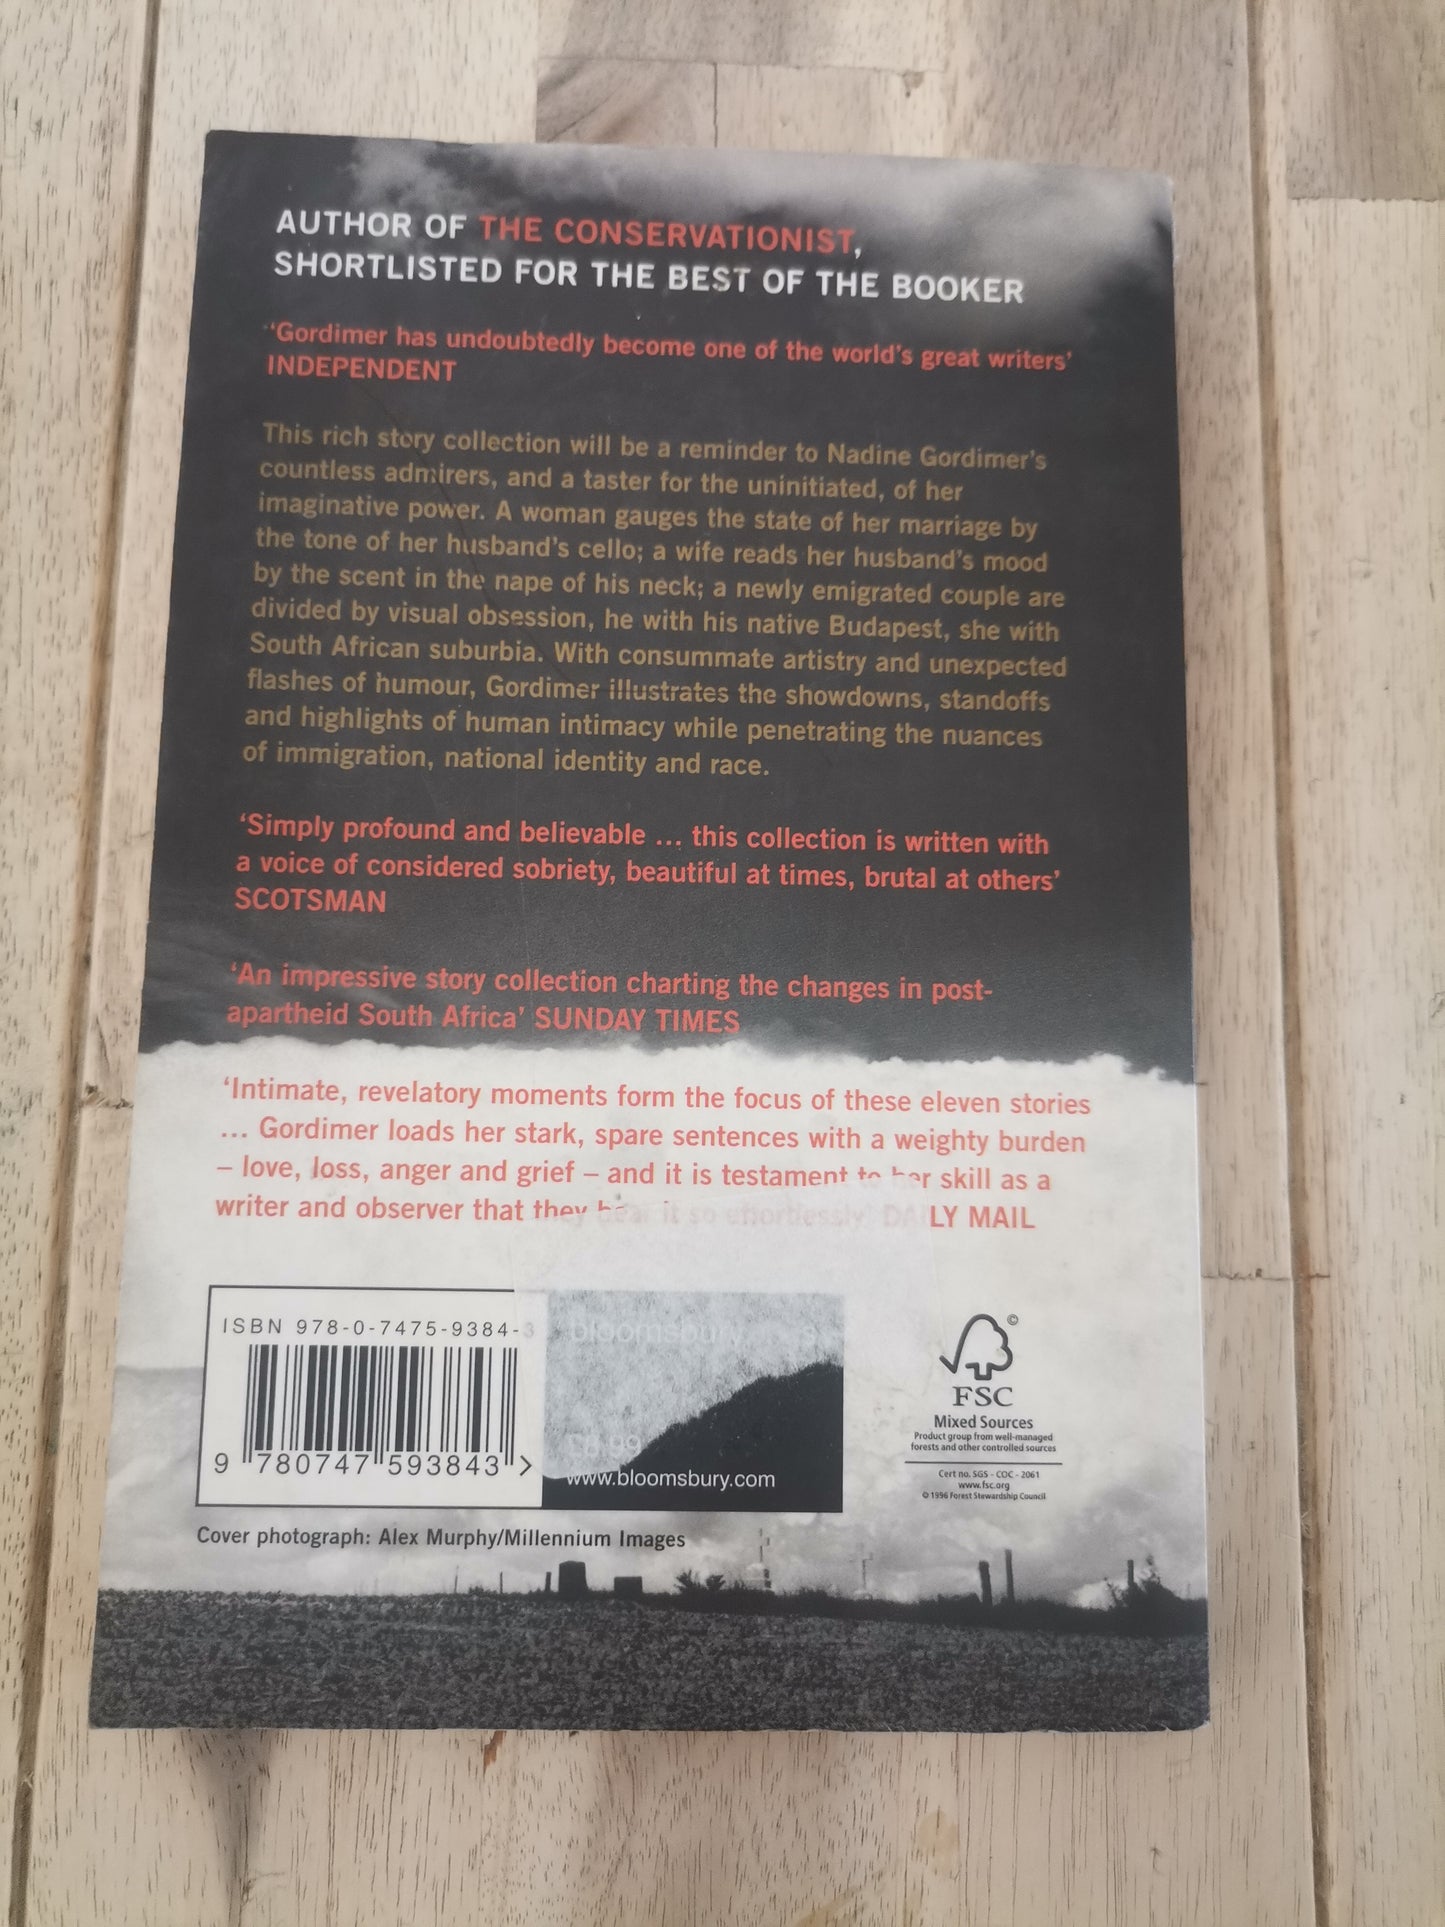 AUTHOR OF THE CONSERVATIONIST,
SHORTLISTED FOR THE BEST OF THE BOOKER
‘Gordimer has undoubtedly become one of the world’s great writers’
INDEPENDENT
This rich story collection will be a reminder to Nadine Gordimer’s
countless admirers, and a taster for the uninitiated, of her
imaginative power. A woman gauges the state of her marriage by
the tone of her husband’s cello; a wife reads her husband’s mood
by the scent in the nape of his neck; a newly emigrated couple are
divided by visual obsession, he with his native Budapest, she with
South African suburbia. With consummate artistry and unexpected
flashes of humour, Gordimer illustrates the showdowns, standoffs
and highlights of human intimacy while penetrating the nuances
of immigration, national identity and race.
‘Simply profound and believable … this collection is written with
a voice of considered sobriety, beautiful at times, brutal at others’
SCOTSMAN
‘An impressive story collection charting the changes in post-
apartheid South Africa’ SUNDAY TIMES
‘Intimate, revelatory moments form the focus of these eleven stories
… Gordimer loads her stark, spare sentences with a weighty burden
– love, loss, anger and grief – and it is testament to her skill as a
writer and observer that they bear it so effortlessly’ DAILY MAIL
ISBN 978-0-7475-9384-3
9 780747 593843 >
www.bloomsbury.com
Cover photograph: Alex Murphy/Millennium Images
©
FSC
Mixed Sources
Product group from well-managed
forests and other controlled sources
Cert no. SGS - COC - 2061
www.fsc.org
© 1996 Forest Stewardship Council